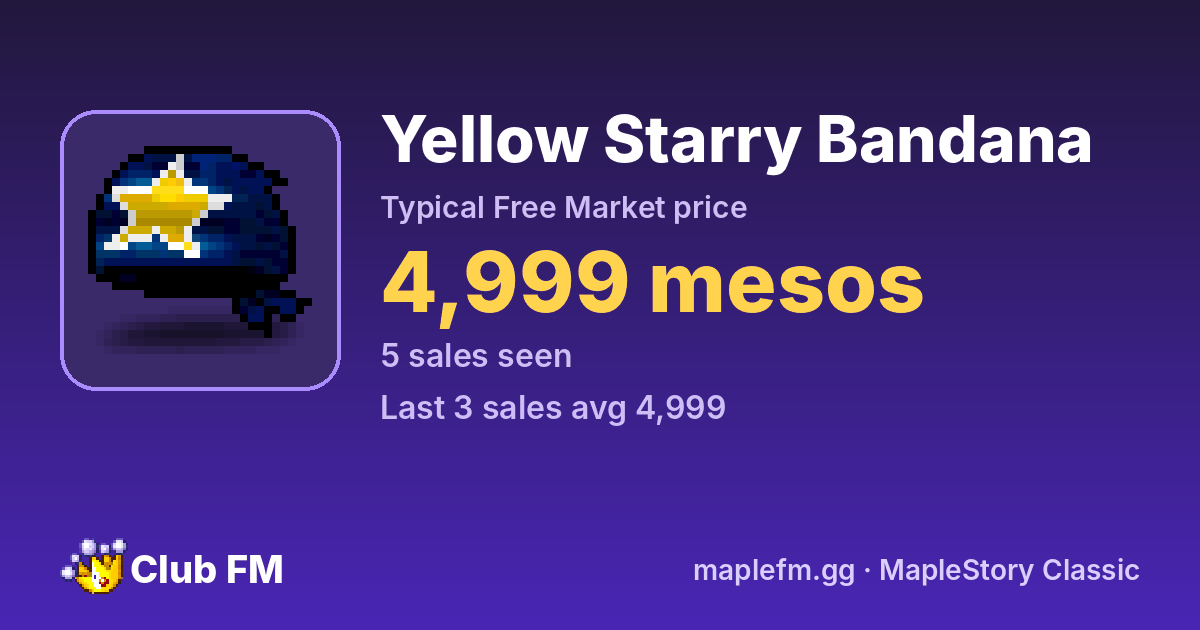 Yellow Starry Bandana
Typical Free Market price
4,999 mesos
5 sales seen
Last 3 sales avg 4,999
Club FM
maplefm.gg · MapleStory Classic